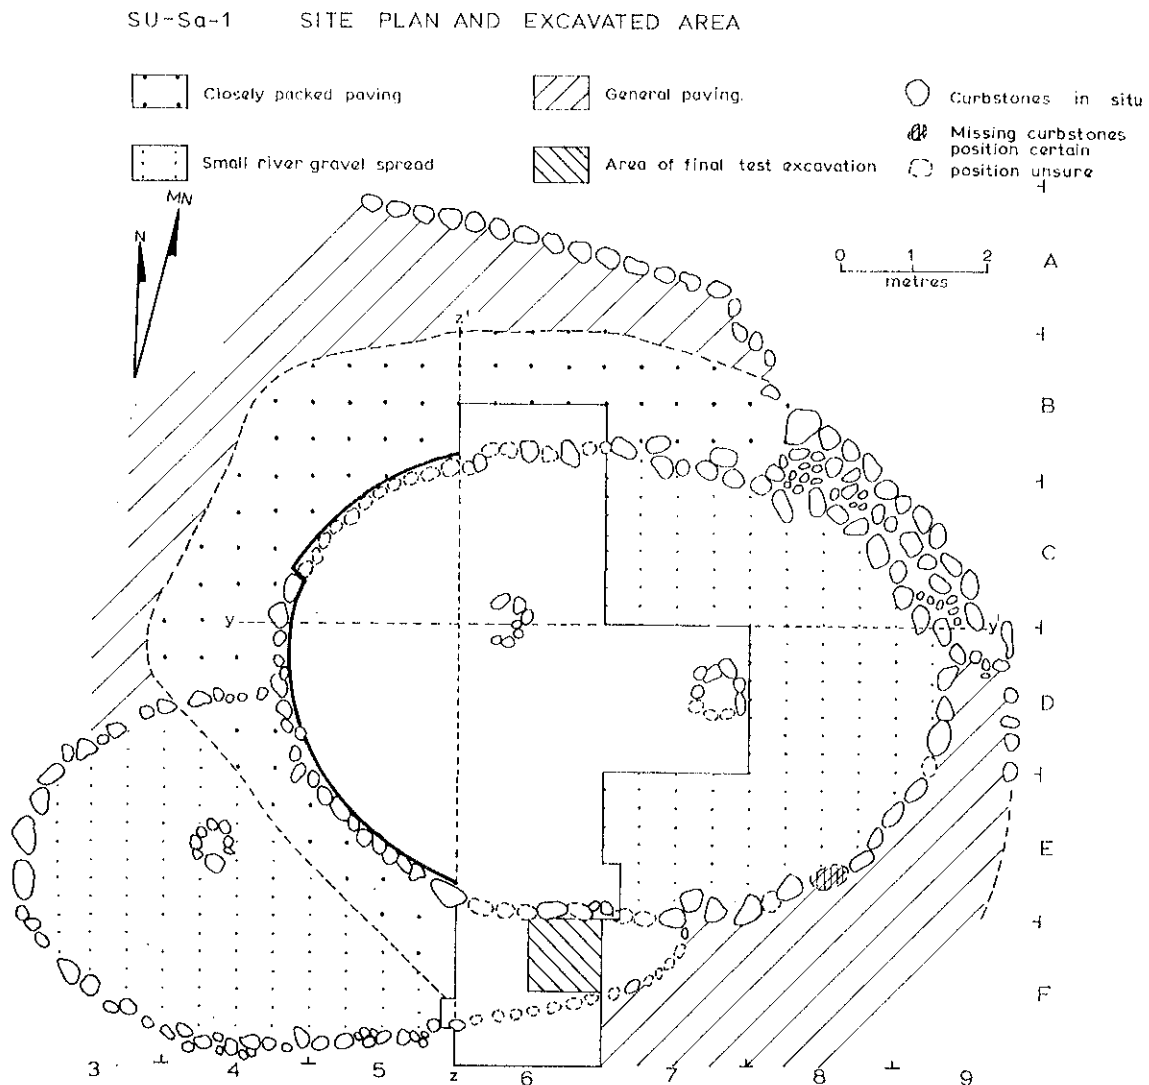 SU-Sa-1 SITE PLAN AND EXCAVATED AREA
Closely packed paving
General paving.
Curbstones in situ
Missing curbstones
position certain
position unsure
Small river gravel spread
Area of final test excavation
MN
N
0 1 2
metres
A
z'
B
C
y
y'
D
E
F
3 4 5 z 6 7 8 9